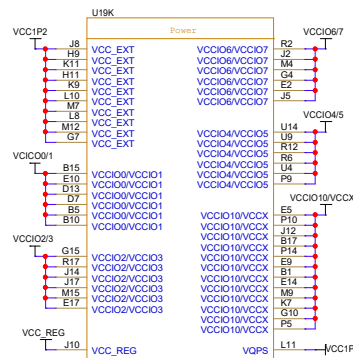 U19K
Power
VCC1P2
J8 VCC_EXT
H9 VCC_EXT
K11 VCC_EXT
H11 VCC_EXT
K9 VCC_EXT
L10 VCC_EXT
M7 VCC_EXT
L8 VCC_EXT
M12 VCC_EXT
G7 VCC_EXT
VCICO0/1
B15 VCCIO0/VCCIO1
E10 VCCIO0/VCCIO1
D13 VCCIO0/VCCIO1
D7 VCCIO0/VCCIO1
B5 VCCIO0/VCCIO1
B10 VCCIO0/VCCIO1
VCCIO2/3
G15 VCCIO2/VCCIO3
R17 VCCIO2/VCCIO3
J14 VCCIO2/VCCIO3
J17 VCCIO2/VCCIO3
M15 VCCIO2/VCCIO3
E17 VCCIO2/VCCIO3
VCC_REG
J10 VCC_REG
VCCIO6/7
VCCIO6/VCCIO7 R2
VCCIO6/VCCIO7 J2
VCCIO6/VCCIO7 M4
VCCIO6/VCCIO7 G4
VCCIO6/VCCIO7 E2
VCCIO6/VCCIO7 J5
VCCIO4/5
VCCIO4/VCCIO5 U14
VCCIO4/VCCIO5 U9
VCCIO4/VCCIO5 R12
VCCIO4/VCCIO5 R6
VCCIO4/VCCIO5 U4
VCCIO4/VCCIO5 P9
VCCIO10/VCCX
VCCIO10/VCCX E5
VCCIO10/VCCX P10
VCCIO10/VCCX J12
VCCIO10/VCCX B17
VCCIO10/VCCX P14
VCCIO10/VCCX E9
VCCIO10/VCCX B1
VCCIO10/VCCX E14
VCCIO10/VCCX M9
VCCIO10/VCCX K7
VCCIO10/VCCX G10
VCCIO10/VCCX P5
VQPS L11 VCC1P